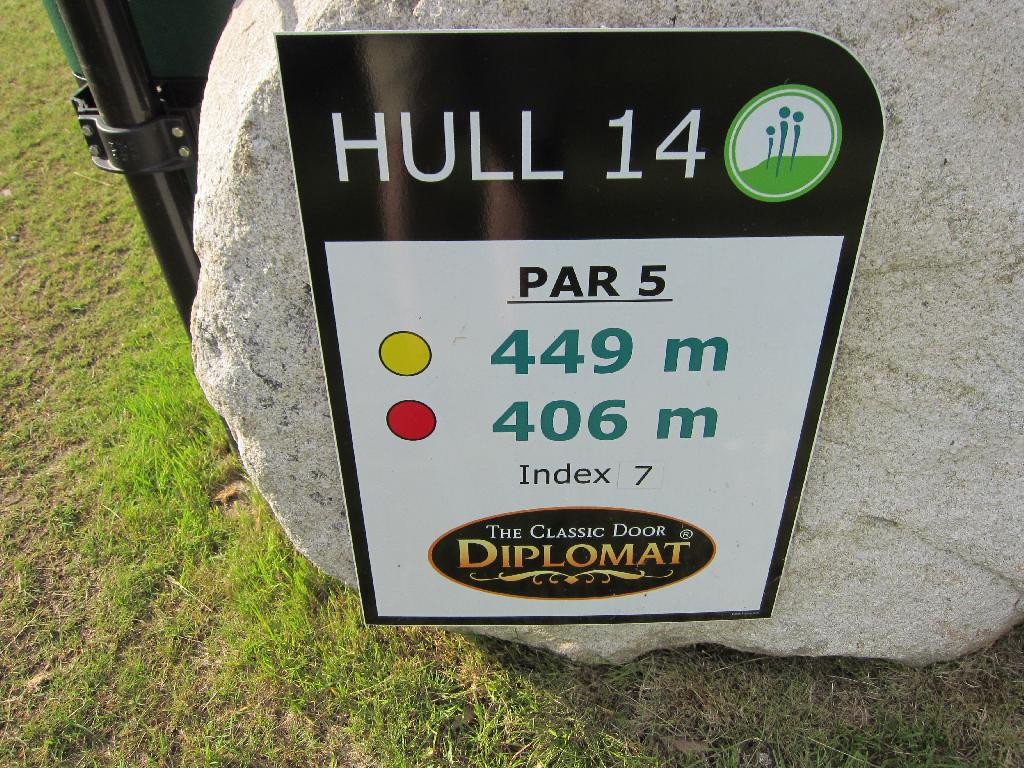 HULL 14
PAR 5
449 m
406 m
Index 7
THE CLASSIC DOOR
DIPLOMAT ®